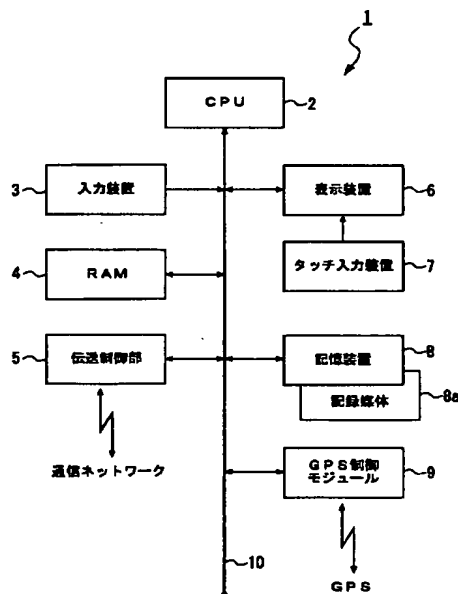 1
CPU
2
3
入力装置
表示装置
6
タッチ入力装置
7
4
RAM
5
伝送制御部
記憶装置
8
記録媒体
8a
通信ネットワーク
GPS制御
モジュール
9
10
GPS